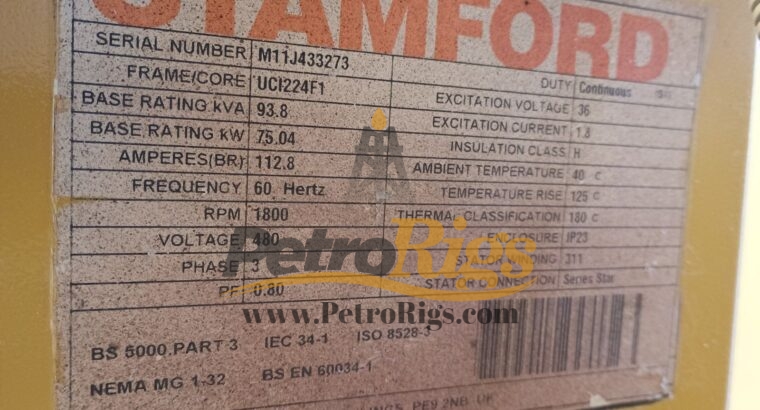 STAMFORD
SERIAL NUMBER M11J433273
FRAME/CORE UCI224F1
BASE RATING kVA 93.8
BASE RATING kW 75.04
AMPERES(BR) 112.8
FREQUENCY 60 Hertz
RPM 1800
VOLTAGE 480
PHASE 3
PF 0.80
DUTY Continuous
EXCITATION VOLTAGE 36
EXCITATION CURRENT 1.8
INSULATION CLASS H
AMBIENT TEMPERATURE 40 C
TEMPERATURE RISE 125 C
THERMAL CLASSIFICATION 180 C
ENCLOSURE IP23
STATOR WINDING 311
STATOR CONNECTION Series Star
PetroRigs
www.PetroRigs.com
BS 5000,PART 3 IEC 34-1 ISO 8528-3
NEMA MG 1-32 BS EN 60034-1
PE9 2NB, UK